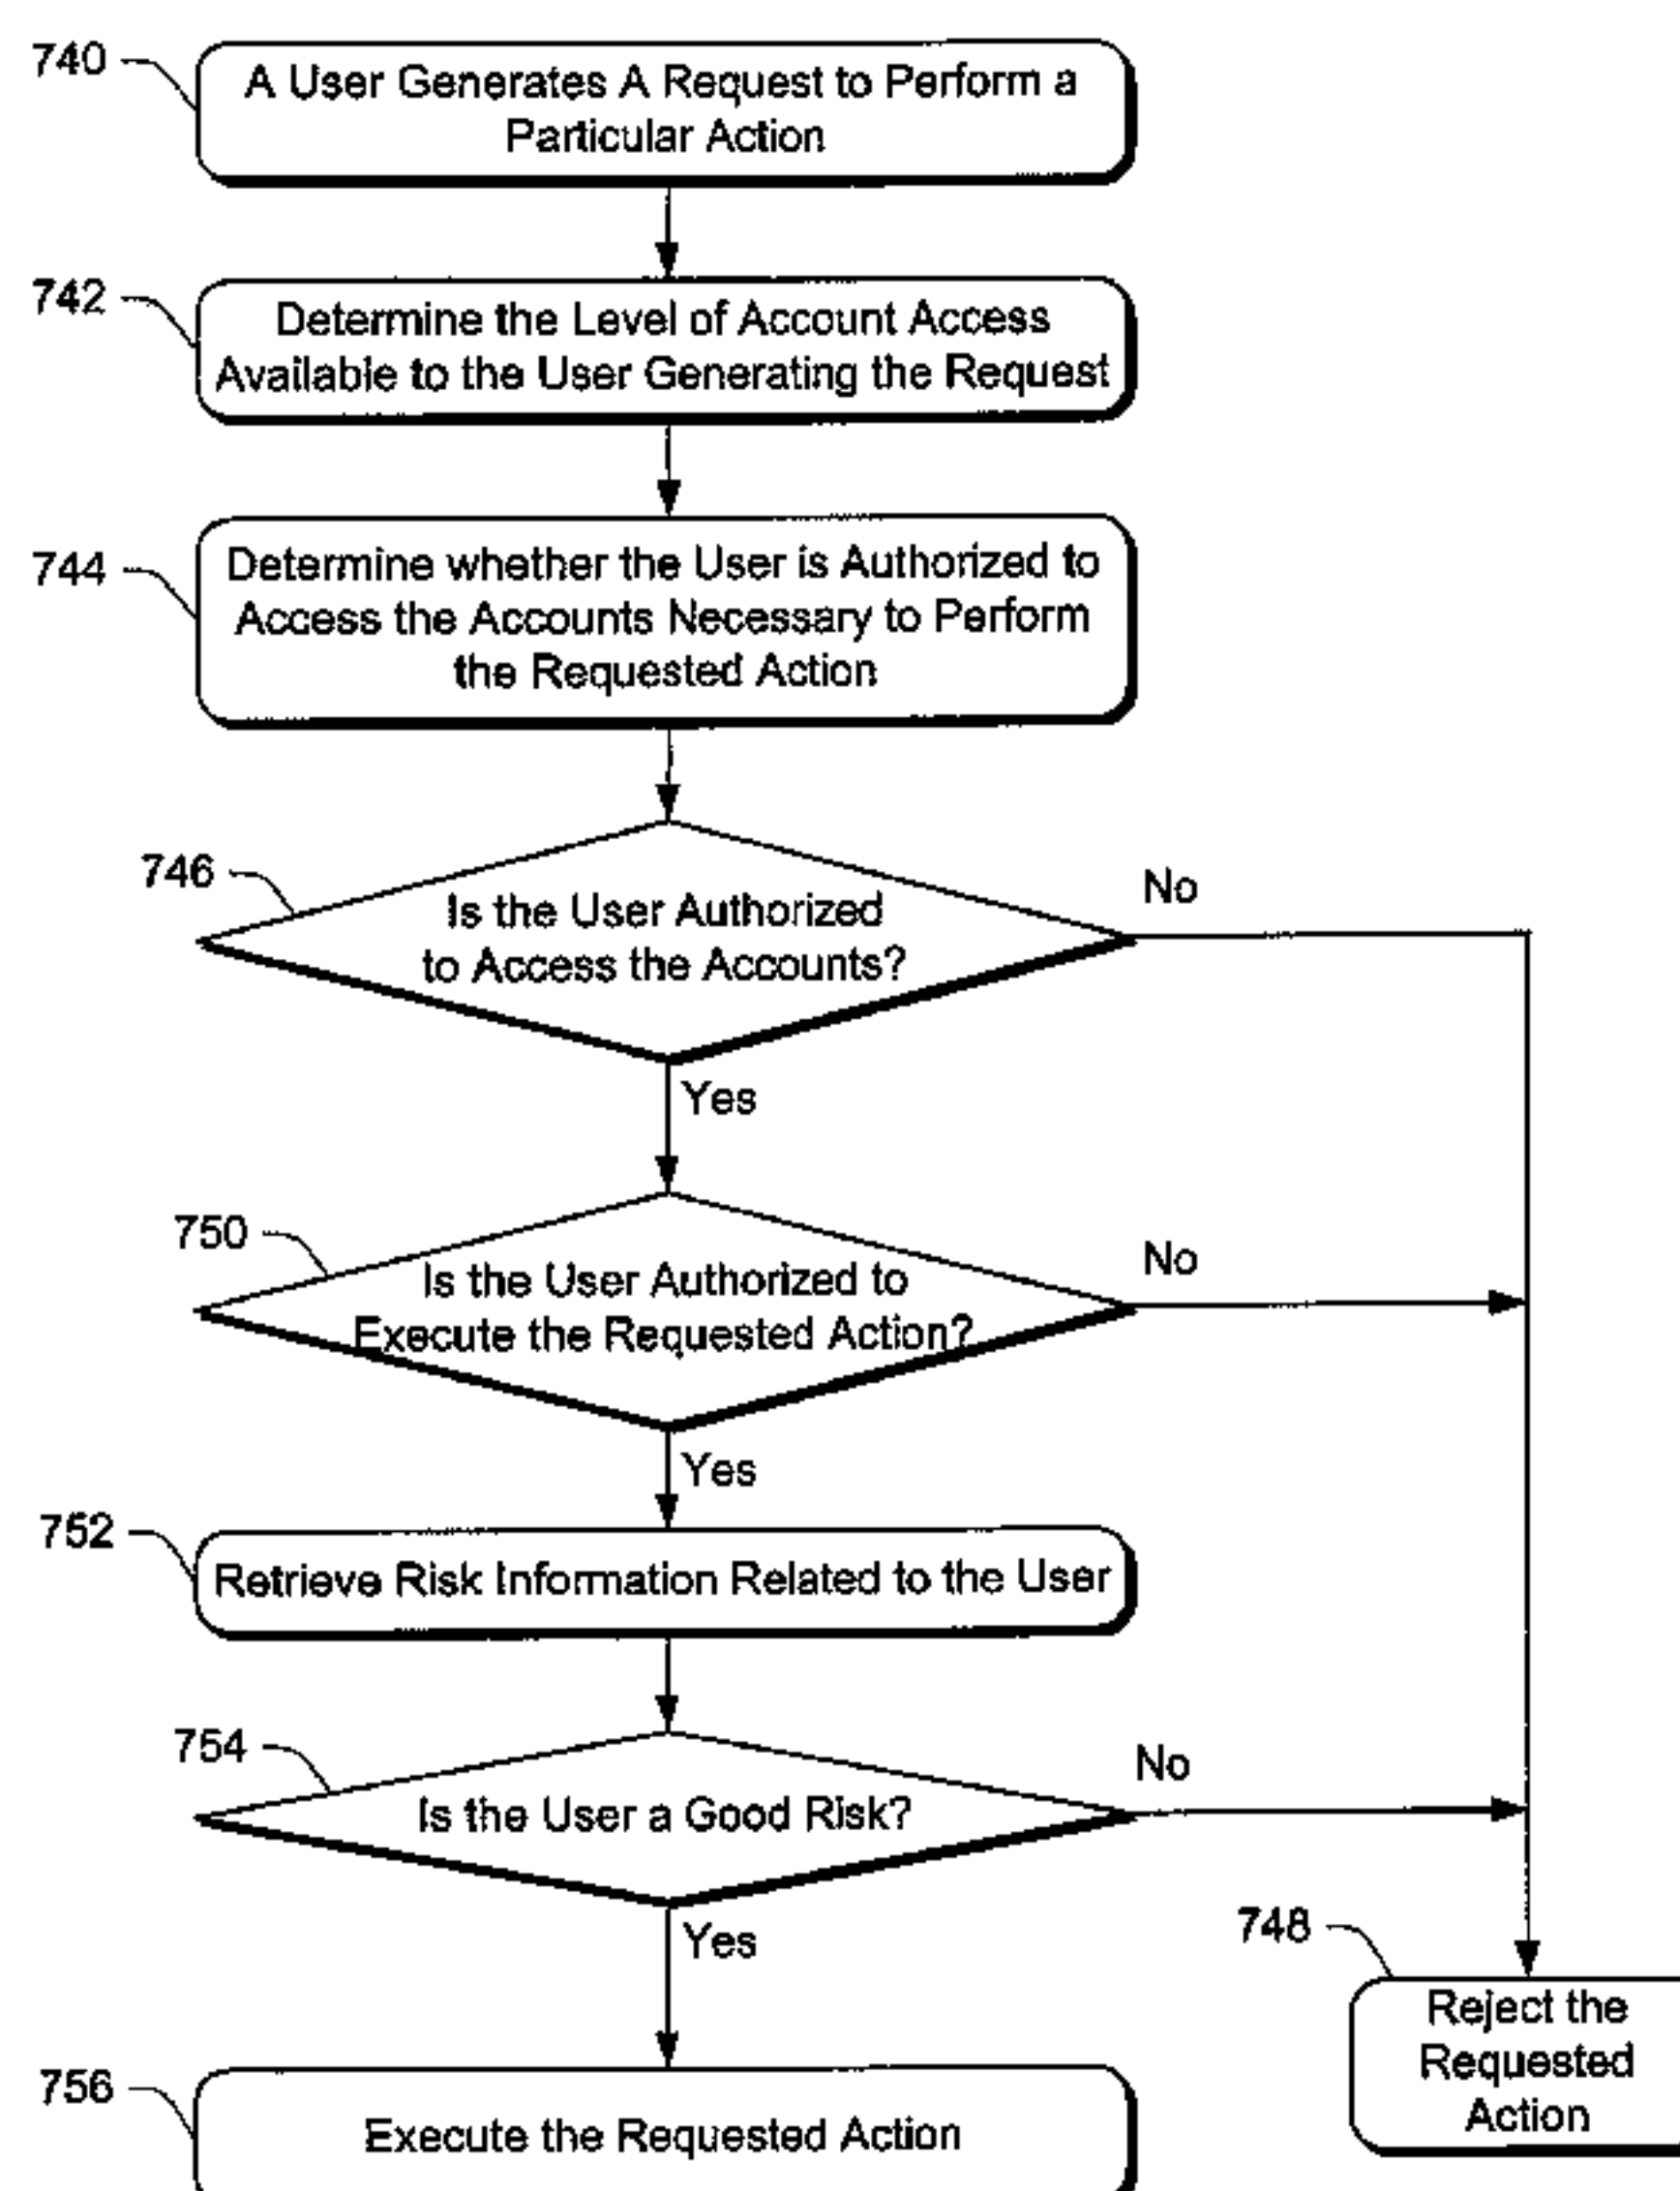 740
A User Generates A Request to Perform a
Particular Action
742
Determine the Level of Account Access
Available to the User Generating the Request
744
Determine whether the User is Authorized to
Access the Accounts Necessary to Perform
the Requested Action
746
Is the User Authorized
to Access the Accounts?
No
Yes
750
Is the User Authorized to
Execute the Requested Action?
No
Yes
752
Retrieve Risk Information Related to the User
754
Is the User a Good Risk?
No
Yes
748
Reject the
Requested
Action
756
Execute the Requested Action